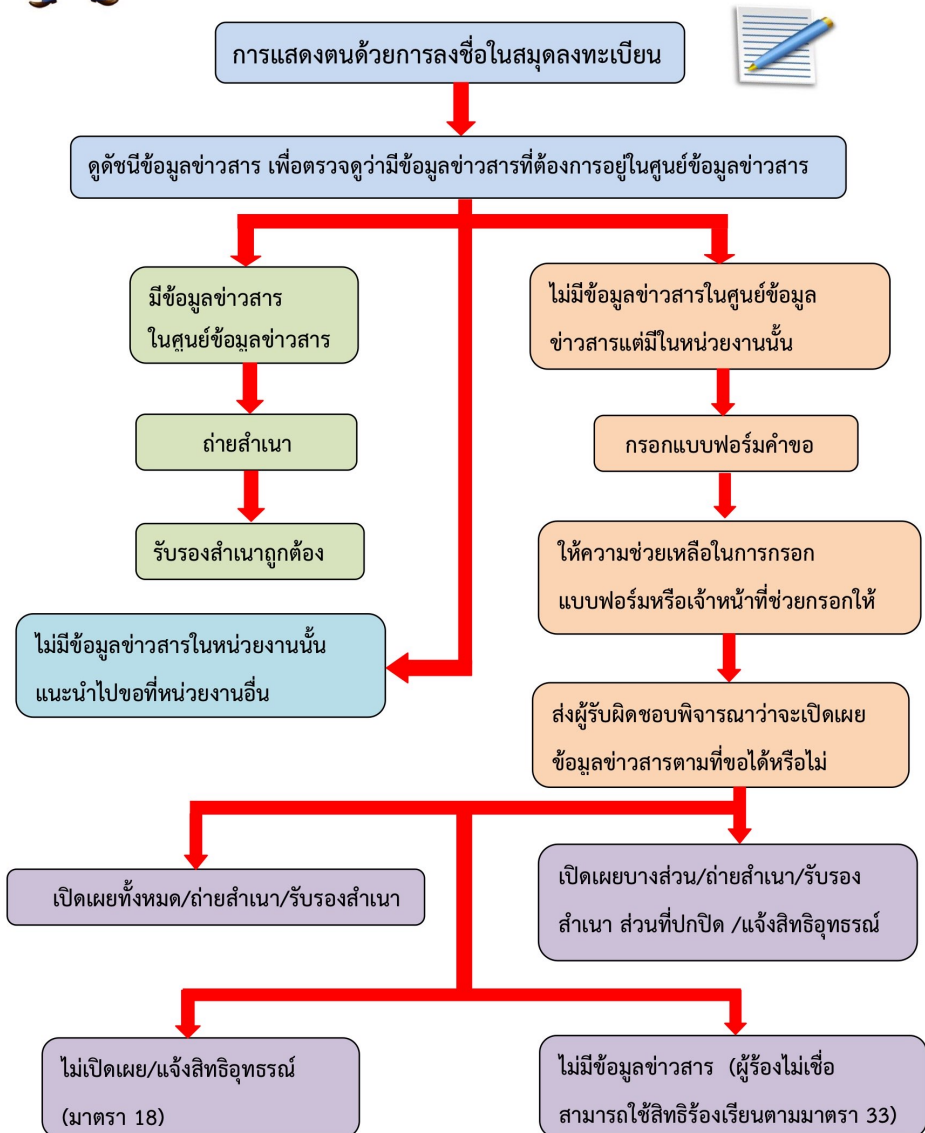 การแสดงตนด้วยการลงชื่อในสมุดลงทะเบียน
ดูดัชนีข้อมูลข่าวสาร เพื่อตรวจดูว่ามีข้อมูลข่าวสารที่ต้องการอยู่ในศูนย์ข้อมูลข่าวสาร
มีข้อมูลข่าวสาร
ในศูนย์ข้อมูลข่าวสาร
ไม่มีข้อมูลข่าวสารในศูนย์ข้อมูล
ข่าวสารแต่มีในหน่วยงานนั้น
ถ่ายสำเนา
กรอกแบบฟอร์มคำขอ
รับรองสำเนาถูกต้อง
ให้ความช่วยเหลือในการกรอก
แบบฟอร์มหรือเจ้าหน้าที่ช่วยกรอกให้
ไม่มีข้อมูลข่าวสารในหน่วยงานนั้น
แนะนำไปขอที่หน่วยงานอื่น
ส่งผู้รับผิดชอบพิจารณาว่าจะเปิดเผย
ข้อมูลข่าวสารตามที่ขอได้หรือไม่
เปิดเผยทั้งหมด/ถ่ายสำเนา/รับรองสำเนา
เปิดเผยบางส่วน/ถ่ายสำเนา/รับรอง
สำเนา ส่วนที่ปกปิด /แจ้งสิทธิอุทธรณ์
ไม่เปิดเผย/แจ้งสิทธิอุทธรณ์
(มาตรา 18)
ไม่มีข้อมูลข่าวสาร (ผู้ร้องไม่เชื่อ
สามารถใช้สิทธิร้องเรียนตามมาตรา 33)